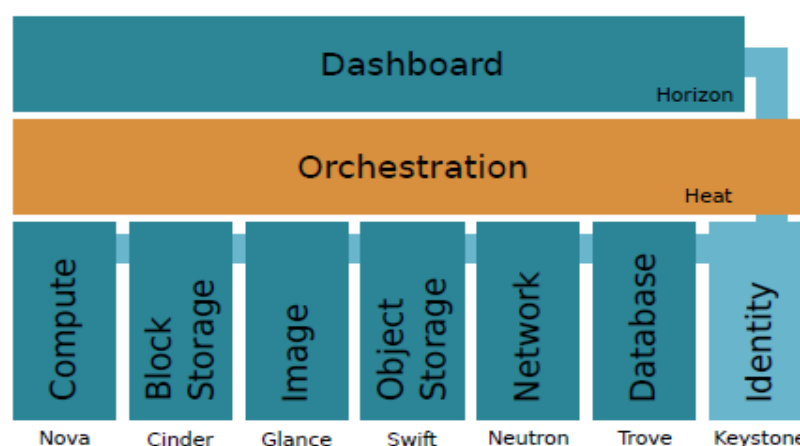 Dashboard
Horizon
Orchestration
Heat
Compute
Block
Storage
Image
Object
Storage
Network
Database
Identity
Nova
Cinder
Glance
Swift
Neutron
Trove
Keystone